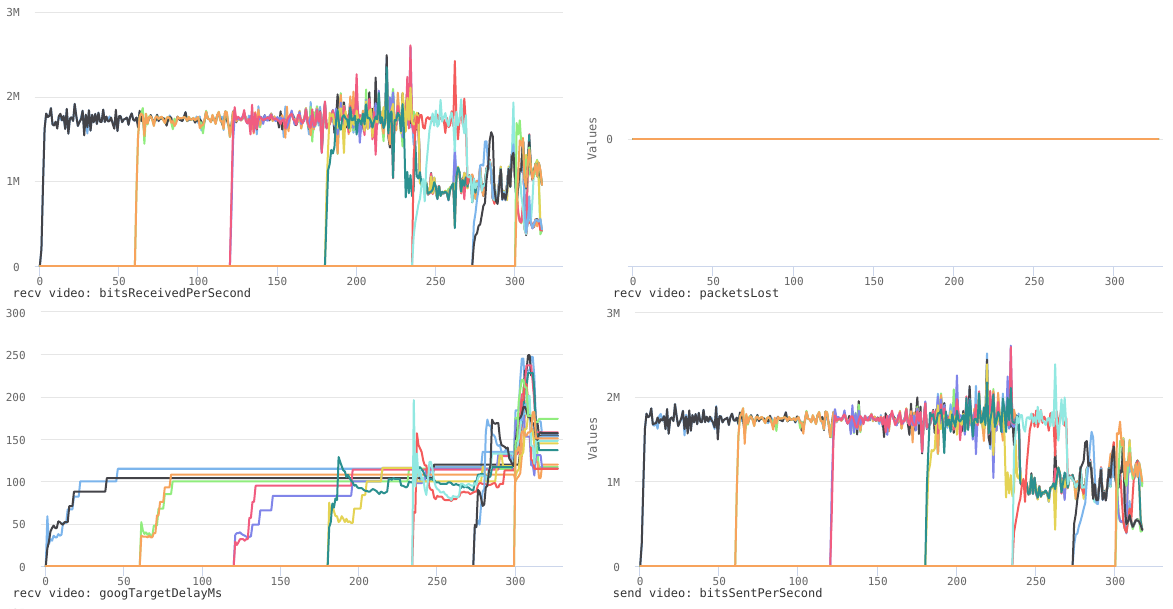 3M
2M
1M
0
0 50 100 150 200 250 300
recv video: bitsReceivedPerSecond
Values
0
0 50 100 150 200 250 300
recv video: packetsLost
300
250
200
150
100
50
0
0 50 100 150 200 250 300
recv video: googTargetDelayMs
3M
2M
Values
1M
0
0 50 100 150 200 250 300
send video: bitsSentPerSecond